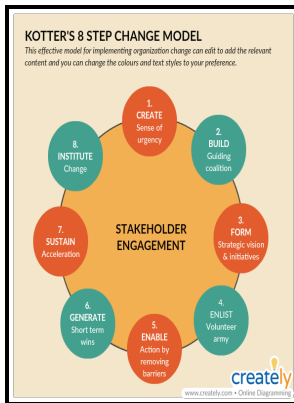 KOTTER'S 8 STEP CHANGE MODEL
This effective model for implementing organization change can edit to add the relevant
content and you can change the colours and text styles to your preference.
1.
CREATE
Sense of
urgency
2.
BUILD
Guiding
coalition
3.
FORM
Strategic vision
& initiatives
4.
ENLIST
Volunteer
army
5.
ENABLE
Action by
removing
barriers
6.
GENERATE
Short term
wins
7.
SUSTAIN
Acceleration
8.
INSTITUTE
Change
STAKEHOLDER
ENGAGEMENT
creately
www.creately.com • Online Diagramming